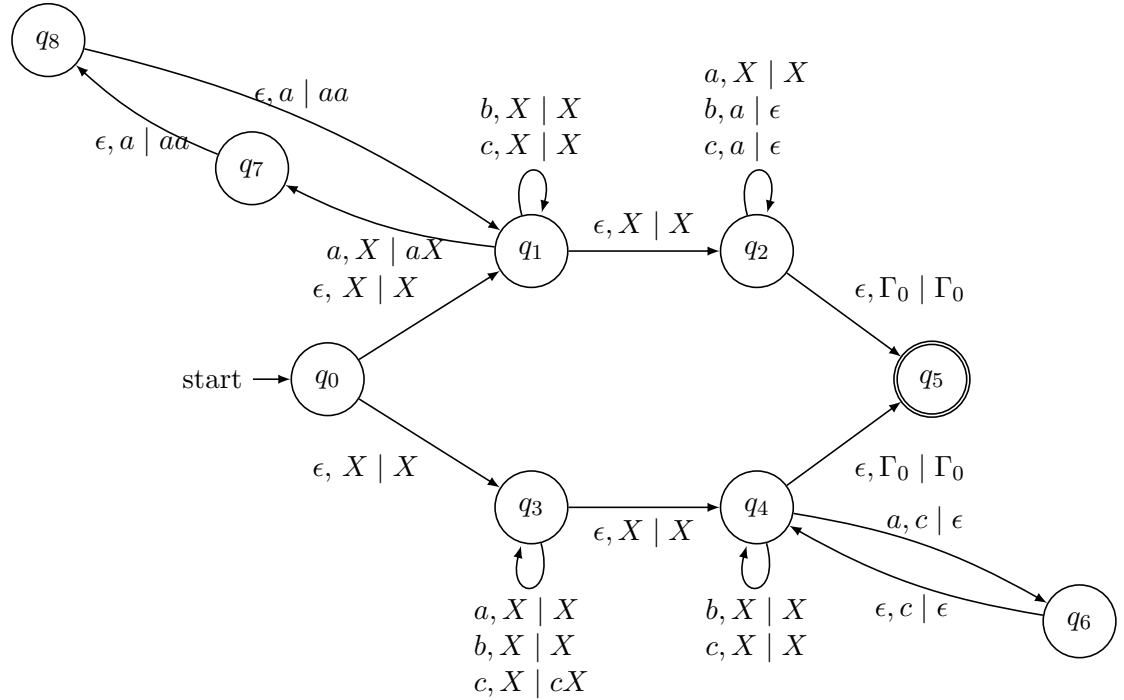 q8
ϵ, a | aa
a, X | X
b, a | ϵ
c, a | ϵ
b, X | X
c, X | X
ϵ, a | aa
q7
a, X | aX
q1
ϵ, X | X
q2
ϵ, X | X
ϵ, Γ0 | Γ0
start
q0
q5
ϵ, X | X
ϵ, Γ0 | Γ0
q3
ϵ, X | X
q4
a, c | ϵ
ϵ, c | ϵ
q6
a, X | X
b, X | X
c, X | cX
b, X | X
c, X | X